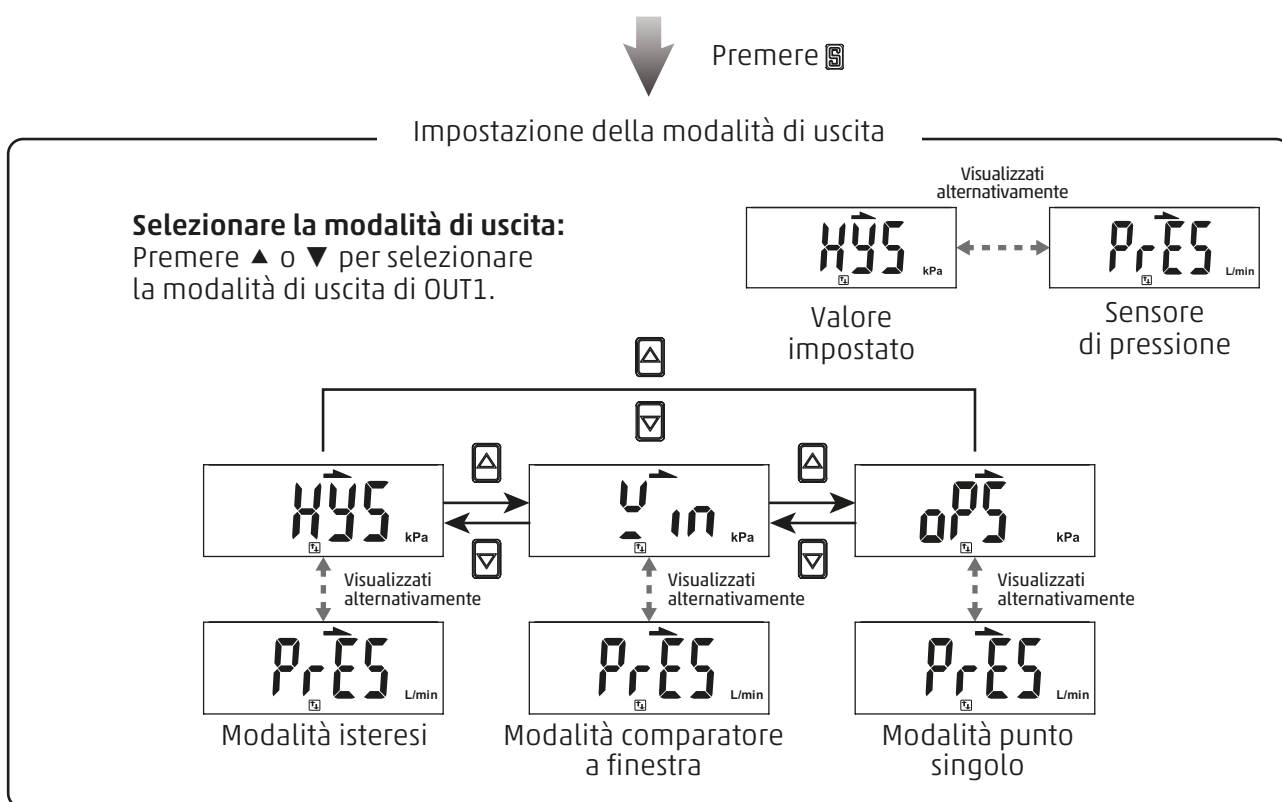 Premere S
Impostazione della modalità di uscita
Visualizzati
alternativamente
Selezionare la modalità di uscita:
Premere ▲ o ▼ per selezionare
la modalità di uscita di OUT1.
HYS kPa
PrES L/min
Valore
impostato
Sensore
di pressione
HYS kPa
in kPa
oPS kPa
Visualizzati
alternativamente
Visualizzati
alternativamente
Visualizzati
alternativamente
PrES L/min
PrES L/min
PrES L/min
Modalità isteresi
Modalità comparatore
a finestra
Modalità punto
singolo